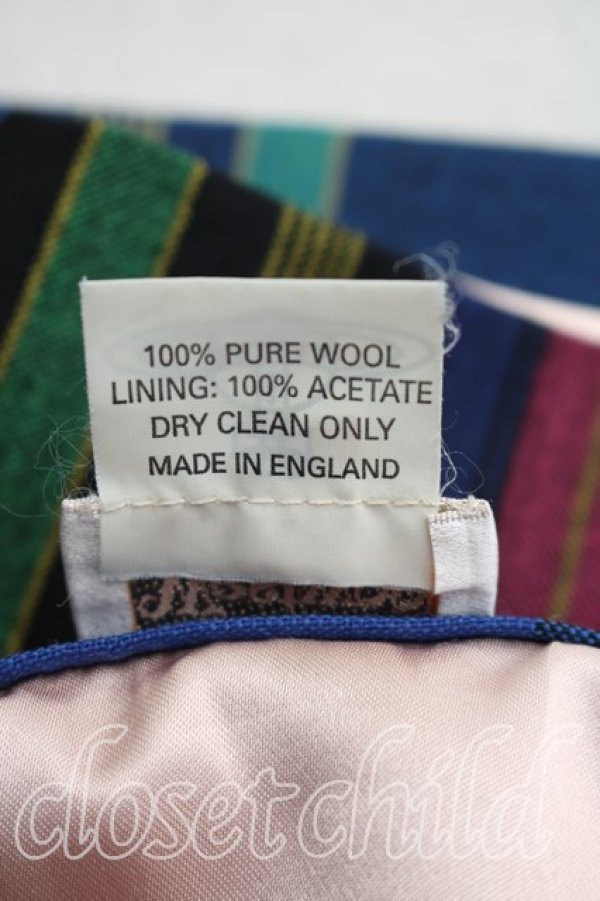 100% PURE WOOL
LINING: 100% ACETATE
DRY CLEAN ONLY
MADE IN ENGLAND
closet child